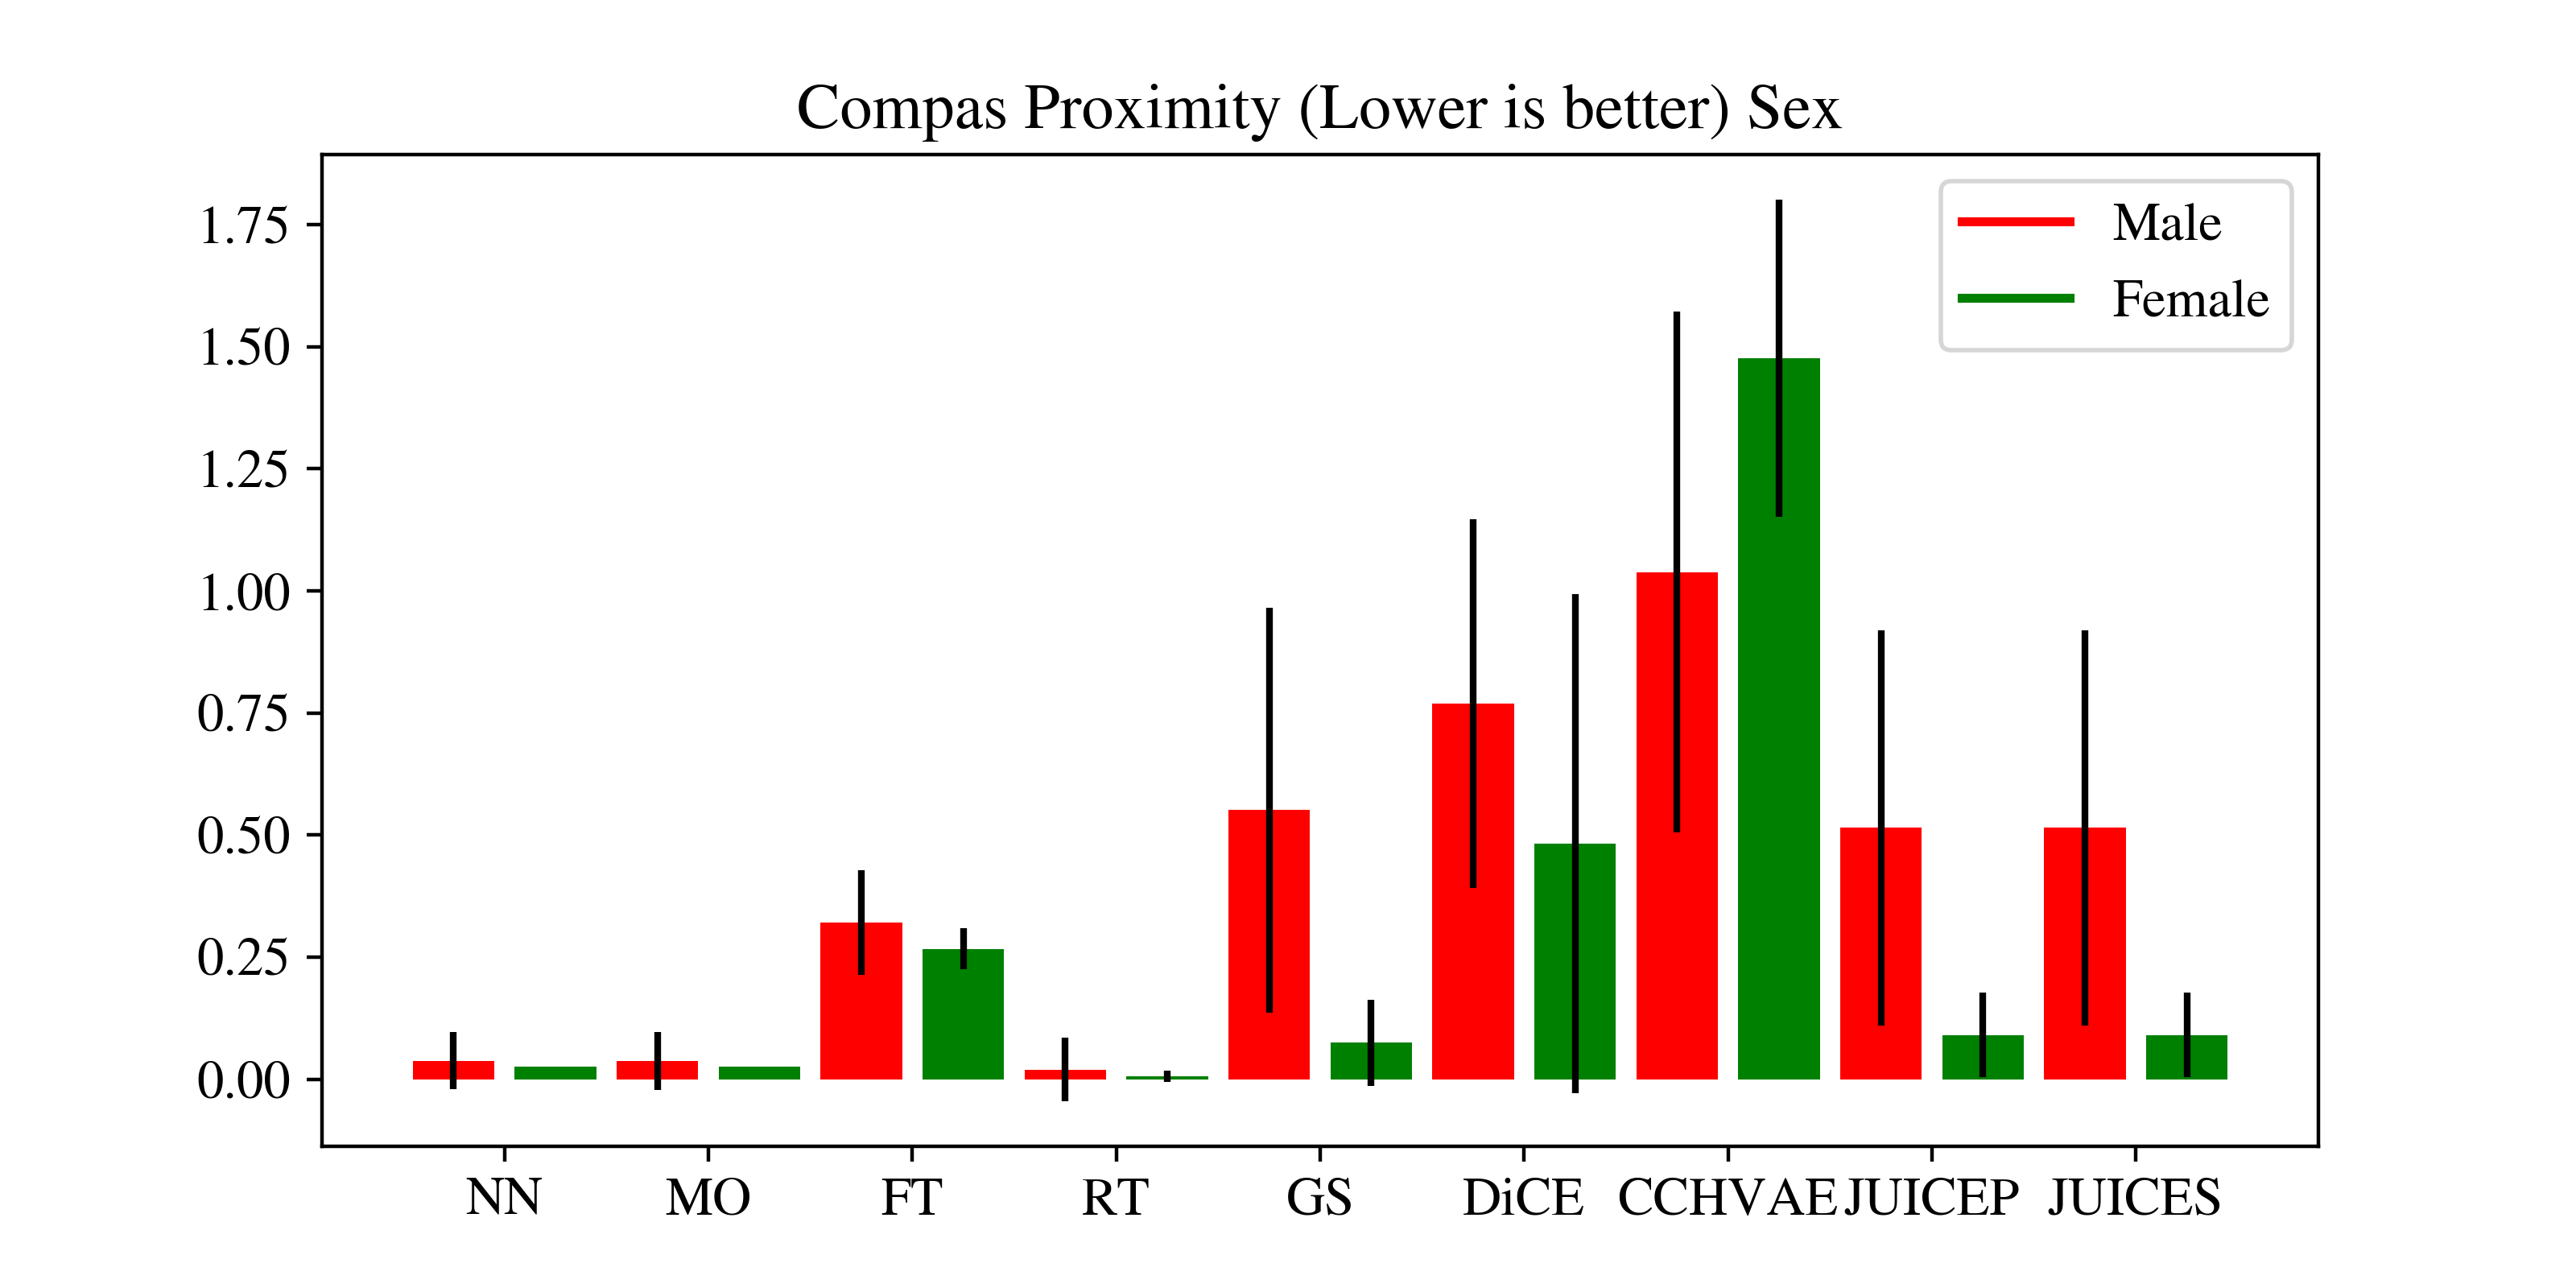 Compas Proximity (Lower is better) Sex
Male
Female
1.75
1.50
1.25
1.00
0.75
0.50
0.25
0.00
NN MO FT RT GS DiCE CCHVAE JUICEP JUICES